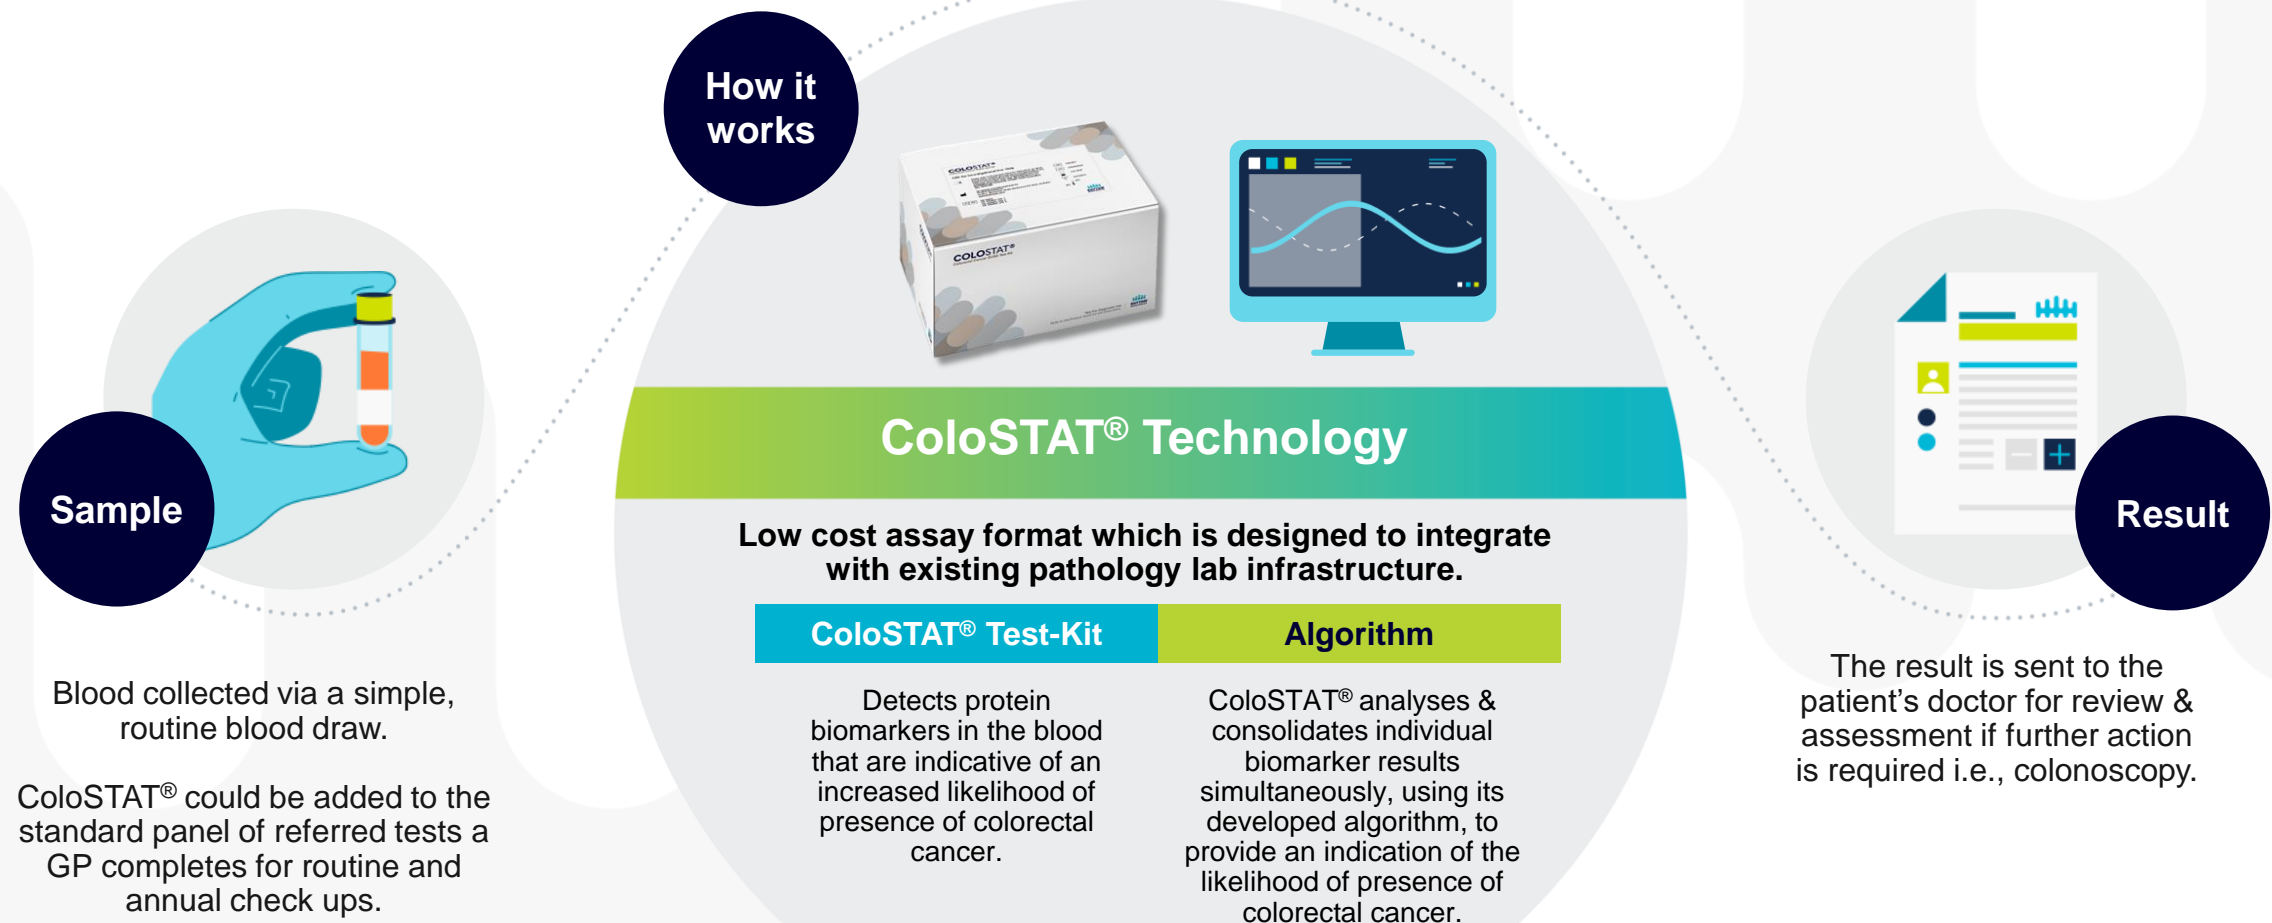 How it
works
COLOSTAT®
COLOSTAT®
ColoSTAT® Technology
Low cost assay format which is designed to integrate
with existing pathology lab infrastructure.
ColoSTAT® Test-Kit
Detects protein
biomarkers in the blood
that are indicative of an
increased likelihood of
presence of colorectal
cancer.
Algorithm
ColoSTAT® analyses &
consolidates individual
biomarker results
simultaneously, using its
developed algorithm, to
provide an indication of the
likelihood of presence of
colorectal cancer.
Sample
Blood collected via a simple,
routine blood draw.
ColoSTAT® could be added to the
standard panel of referred tests a
GP completes for routine and
annual check ups.
Result
The result is sent to the
patient’s doctor for review &
assessment if further action
is required i.e., colonoscopy.